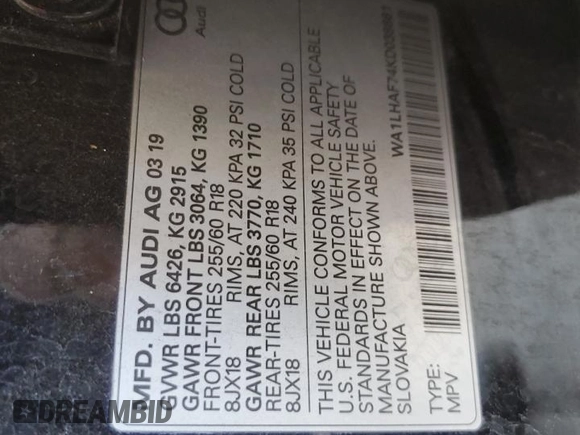 Audi
MFD. BY AUDI AG 03 19
GVWR LBS 6426, KG 2915
GAWR FRONT LBS 3064, KG 1390
FRONT-TIRES 255/60 R18
8JX18 RIMS, AT 220 KPA 32 PSI COLD
GAWR REAR LBS 3770, KG 1710
REAR-TIRES 255/60 R18
8JX18 RIMS, AT 240 KPA 35 PSI COLD
THIS VEHICLE CONFORMS TO ALL APPLICABLE
U.S. FEDERAL MOTOR VEHICLE SAFETY
STANDARDS IN EFFECT ON THE DATE OF
MANUFACTURE SHOWN ABOVE.
SLOVAKIA
TYPE:
MPV
DREAMBID